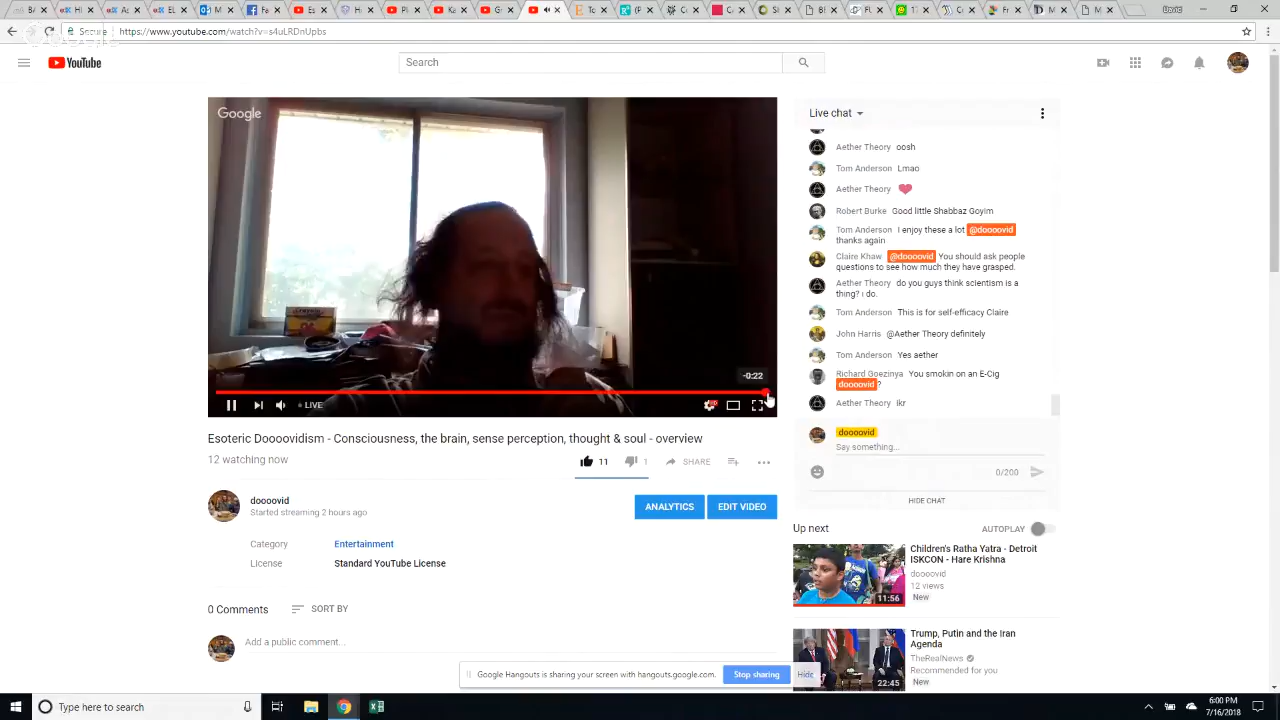 Secure https://www.youtube.com/watch?v=s4uLRDnUpbs
YouTube
Search
Google
-0:22
LIVE
Esoteric Doooovidism - Consciousness, the brain, sense perception, thought & soul - overview
12 watching now
11
1
SHARE
doooovid
Started streaming 2 hours ago
ANALYTICS
EDIT VIDEO
Category Entertainment
License Standard YouTube License
0 Comments
SORT BY
Add a public comment...
Live chat
Aether Theory oosh
Tom Anderson Lmao
Aether Theory
Robert Burke Good little Shabbaz Goyim
Tom Anderson I enjoy these a lot @doooovid
thanks again
Claire Khaw @doooovid You should ask people
questions to see how much they have grasped.
Aether Theory do you guys think scientism is a
thing? i do.
Tom Anderson This is for self-efficacy Claire
John Harris @Aether Theory definitely
Tom Anderson Yes aether
Richard Goezinya You smokin on an E-Cig
doooovid ?
Aether Theory ikr
doooovid
Say something...
0/200
HIDE CHAT
Up next
AUTOPLAY
Children's Ratha Yatra - Detroit
ISKCON - Hare Krishna
doooovid
12 views
New
11:56
Trump, Putin and the Iran
Agenda
TheRealNews
Recommended for you
New
22:45
Google Hangouts is sharing your screen with hangouts.google.com.
Stop sharing
Hide
Type here to search
6:00 PM
7/16/2018